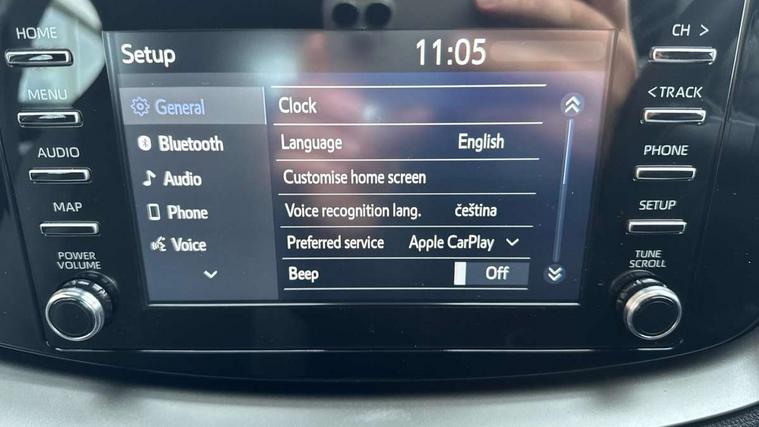 HOME
MENU
AUDIO
MAP
POWER
VOLUME
Setup 11:05
General
Bluetooth
Audio
Phone
Voice
Clock
Language English
Customise home screen
Voice recognition lang. čeština
Preferred service Apple CarPlay
Beep Off
CH >
< TRACK
PHONE
SETUP
TUNE
SCROLL